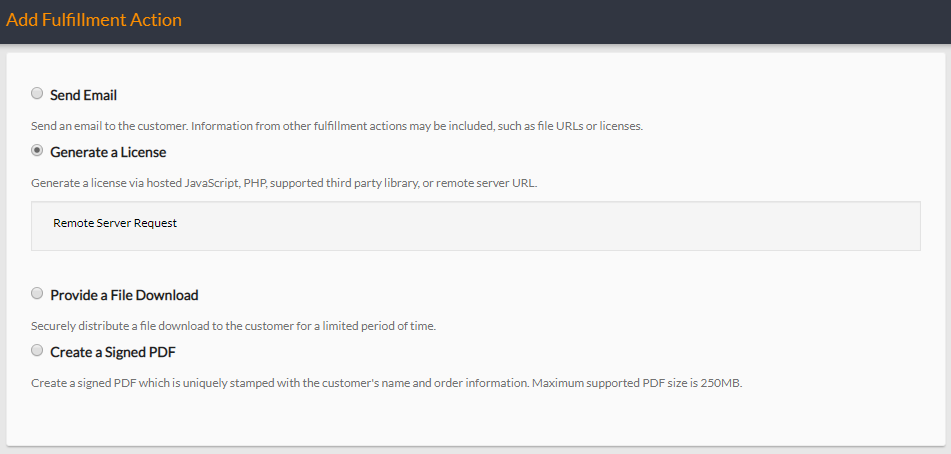 Add Fulfillment Action
Send Email
Send an email to the customer. Information from other fulfillment actions may be included, such as file URLs or licenses.
Generate a License
Generate a license via hosted JavaScript, PHP, supported third party library, or remote server URL.
Remote Server Request
Provide a File Download
Securely distribute a file download to the customer for a limited period of time.
Create a Signed PDF
Create a signed PDF which is uniquely stamped with the customer's name and order information. Maximum supported PDF size is 250MB.